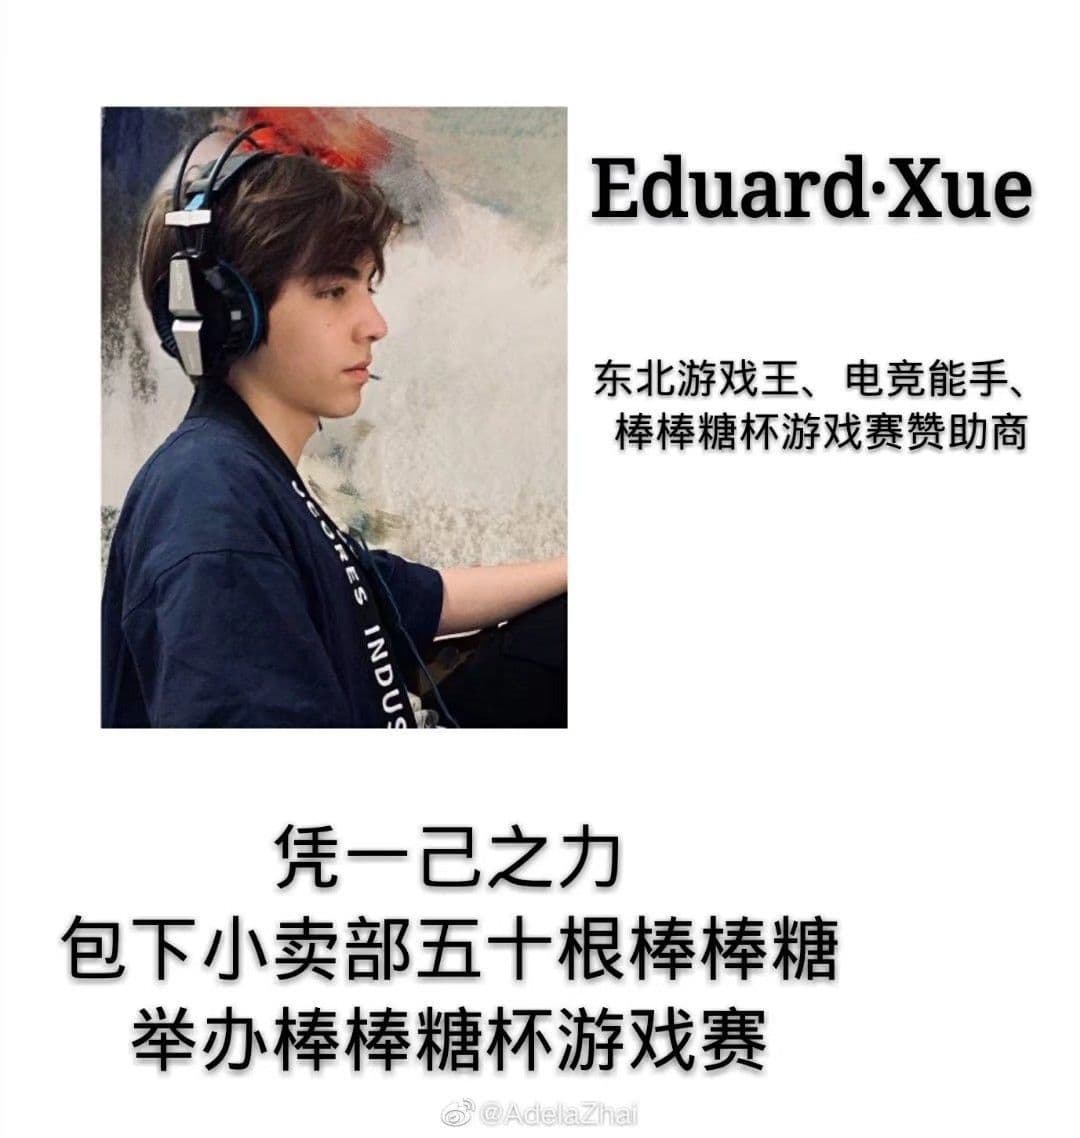 Eduard·Xue
东北游戏王、电竞能手、
棒棒糖杯游戏赛赞助商
INDUS
凭一己之力
包下小卖部五十根棒棒糖
举办棒棒糖杯游戏赛
@AdelaZhai